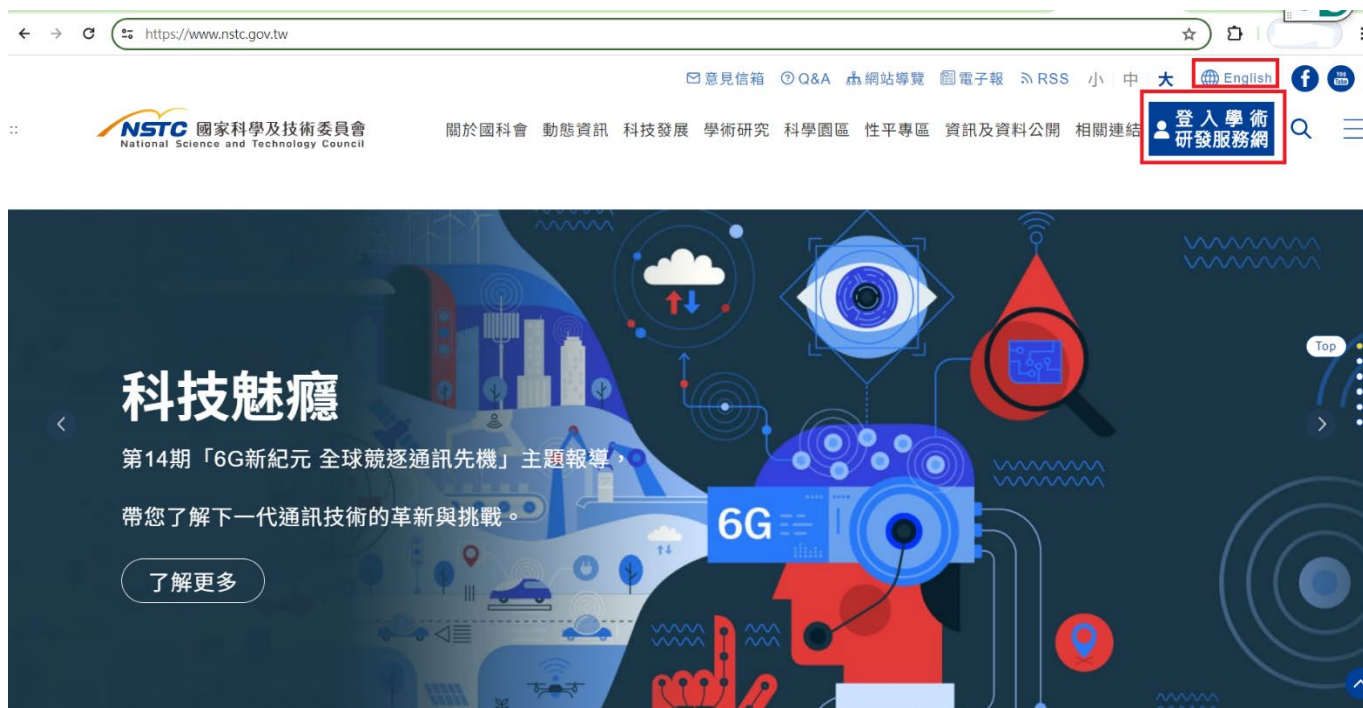 https://www.nstc.gov.tw
意見信箱 Q&A 網站導覽 電子報 RSS 小 中 大 English
NSTC 國家科學及技術委員會
National Science and Technology Council
關於國科會 動態資訊 科技發展 學術研究 科學園區 性平專區 資訊及資料公開 相關連結
登入學術
研發服務網
科技魅癮
第14期「6G新紀元 全球競逐通訊先機」主題報導，
帶您了解下一代通訊技術的革新與挑戰。
了解更多
6G
Top